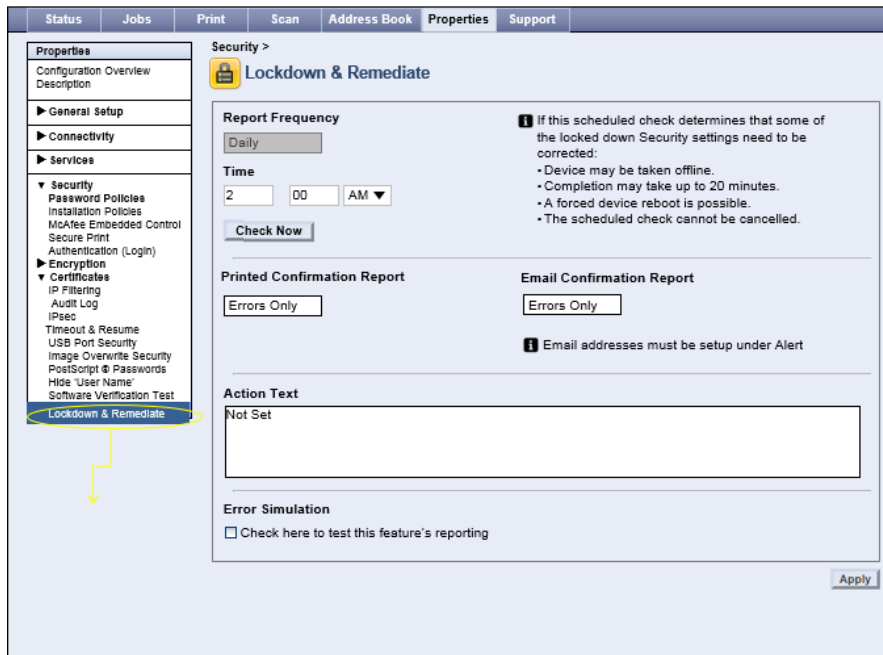 Status Jobs Print Scan Address Book Properties Support
Properties
Configuration Overview
Description
General Setup
Connectivity
Services
Security
Password Policies
Installation Policies
McAfee Embedded Control
Secure Print
Authentication (Login)
Encryption
Certificates
IP Filtering
Audit Log
IPsec
Timeout & Resume
USB Port Security
Image Overwrite Security
PostScript ® Passwords
Hide 'User Name'
Software Verification Test
Lockdown & Remediate
Security >
Lockdown & Remediate
Report Frequency
Daily
Time
2 00 AM ▼
Check Now
If this scheduled check determines that some of
the locked down Security settings need to be
corrected:
• Device may be taken offline.
• Completion may take up to 20 minutes.
• A forced device reboot is possible.
• The scheduled check cannot be cancelled.
Printed Confirmation Report
Errors Only
Email Confirmation Report
Errors Only
Email addresses must be setup under Alert
Action Text
Not Set
Error Simulation
Check here to test this feature's reporting
Apply